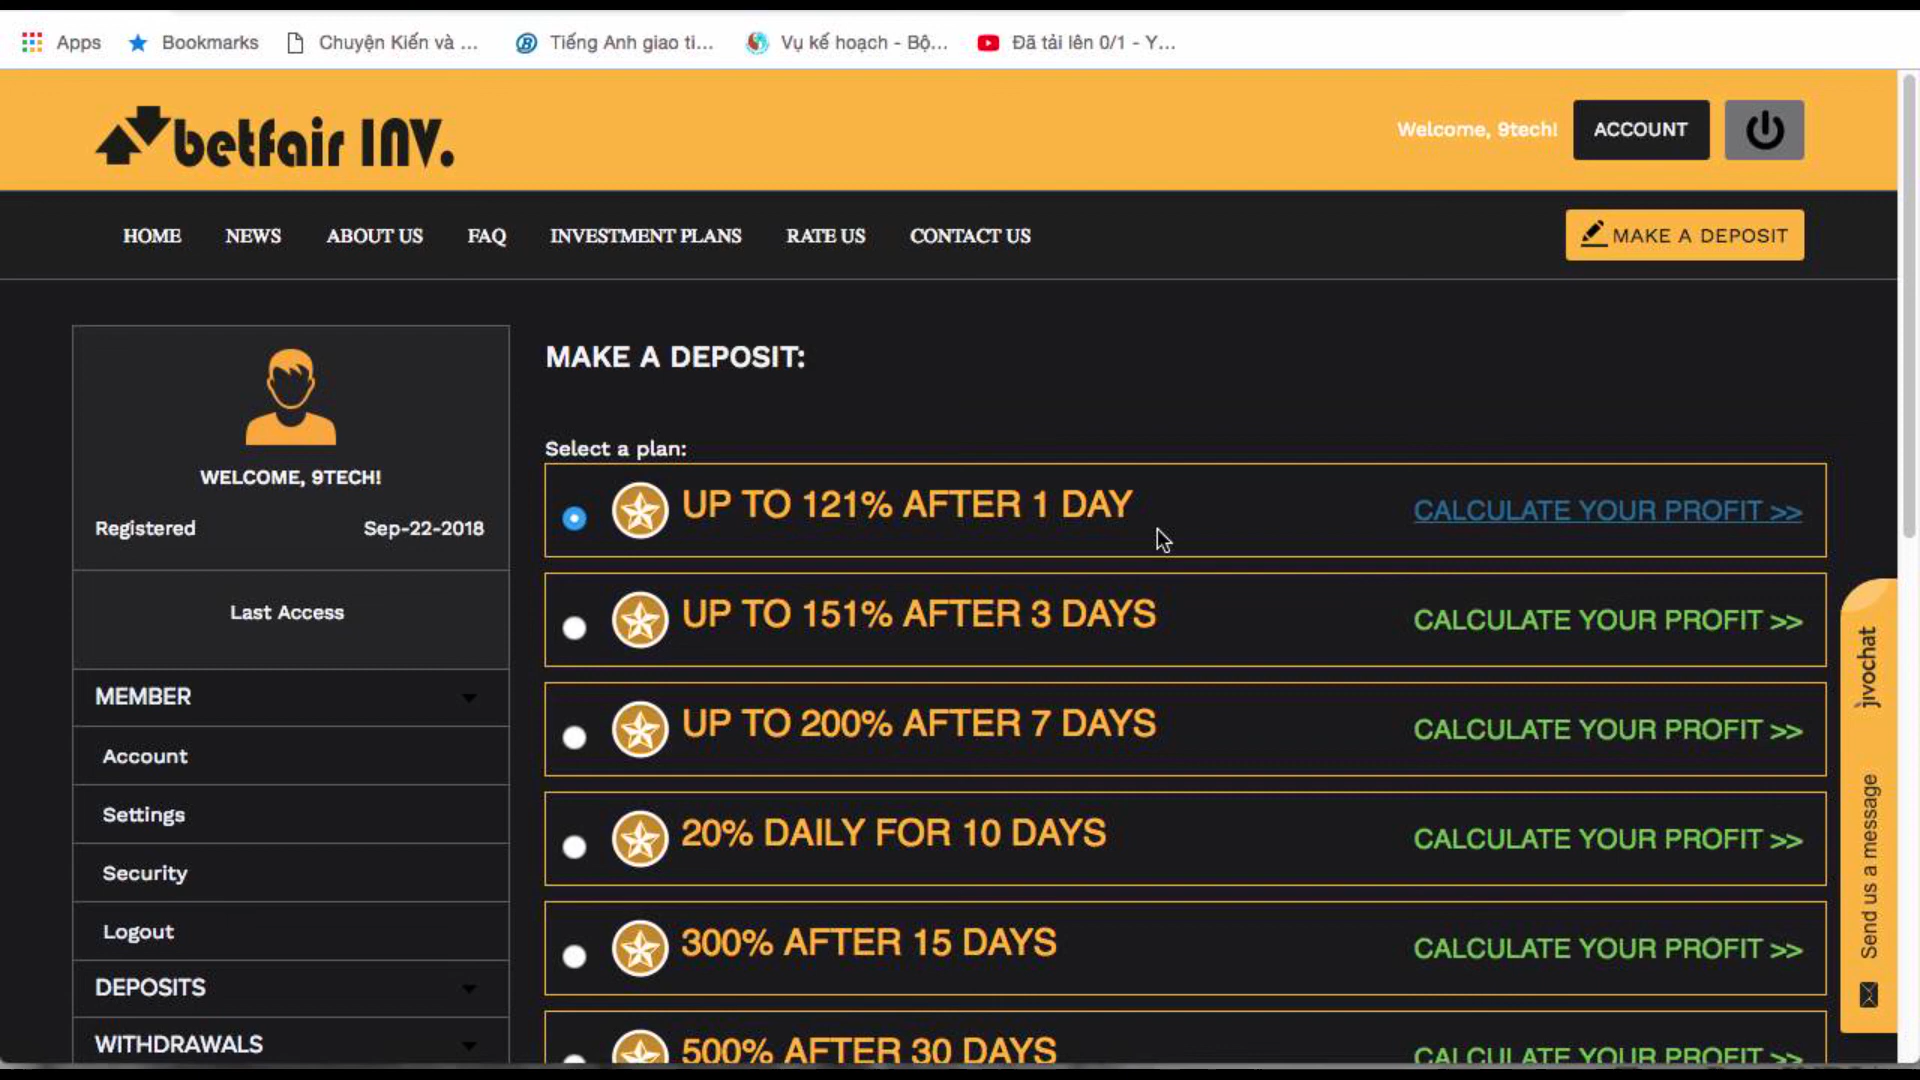 Apps
Bookmarks
Chuyện Kiến và ...
Tiếng Anh giao ti...
Vụ kế hoạch - Bộ...
Đã tải lên 0/1 - Y...
betfair INV.
Welcome, 9tech!
ACCOUNT
HOME
NEWS
ABOUT US
FAQ
INVESTMENT PLANS
RATE US
CONTACT US
MAKE A DEPOSIT
WELCOME, 9TECH!
Registered Sep-22-2018
Last Access
MEMBER
Account
Settings
Security
Logout
DEPOSITS
WITHDRAWALS
MAKE A DEPOSIT:
Select a plan:
UP TO 121% AFTER 1 DAY
CALCULATE YOUR PROFIT >>
UP TO 151% AFTER 3 DAYS
CALCULATE YOUR PROFIT >>
UP TO 200% AFTER 7 DAYS
CALCULATE YOUR PROFIT >>
20% DAILY FOR 10 DAYS
CALCULATE YOUR PROFIT >>
300% AFTER 15 DAYS
CALCULATE YOUR PROFIT >>
500% AFTER 30 DAYS
CALCULATE YOUR PROFIT >>
jivochat
Send us a message